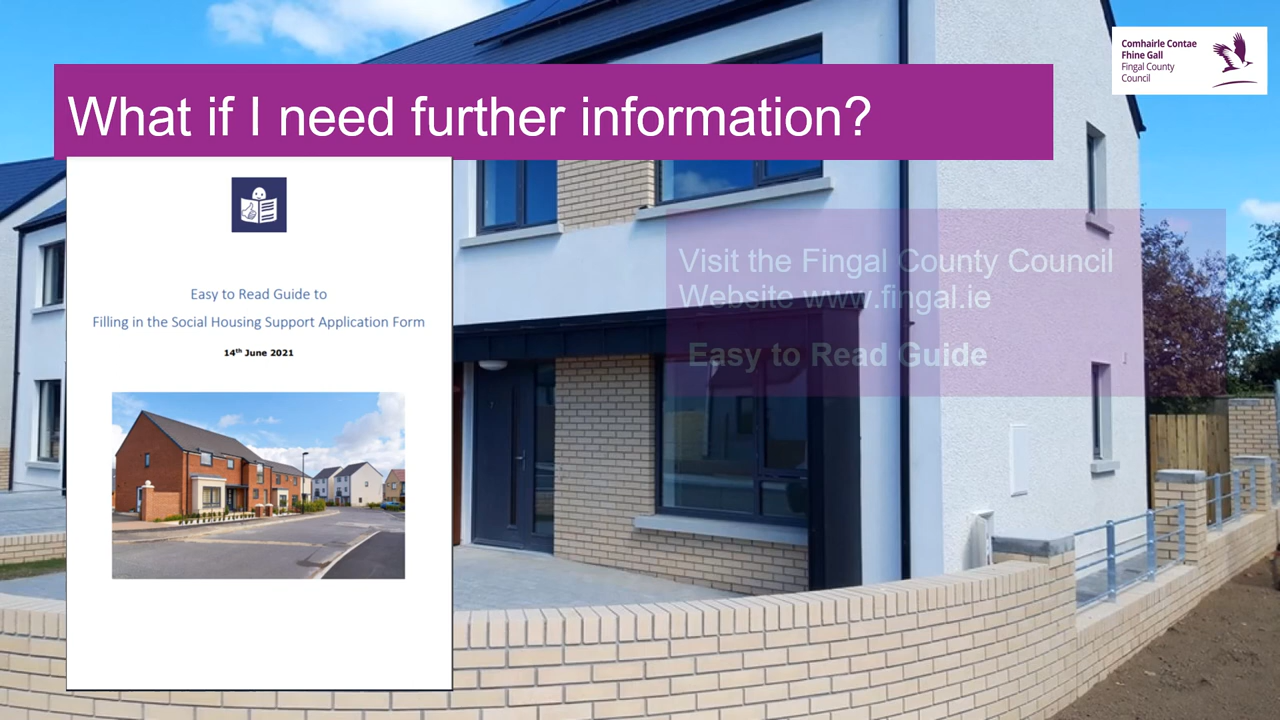 Comhairle Contae
Fhine Gall
Fingal County
Council
What if I need further information?
Easy to Read Guide to
Filling in the Social Housing Support Application Form
14th June 2021
Visit the Fingal County Council
Website www.fingal.ie
Easy to Read Guide